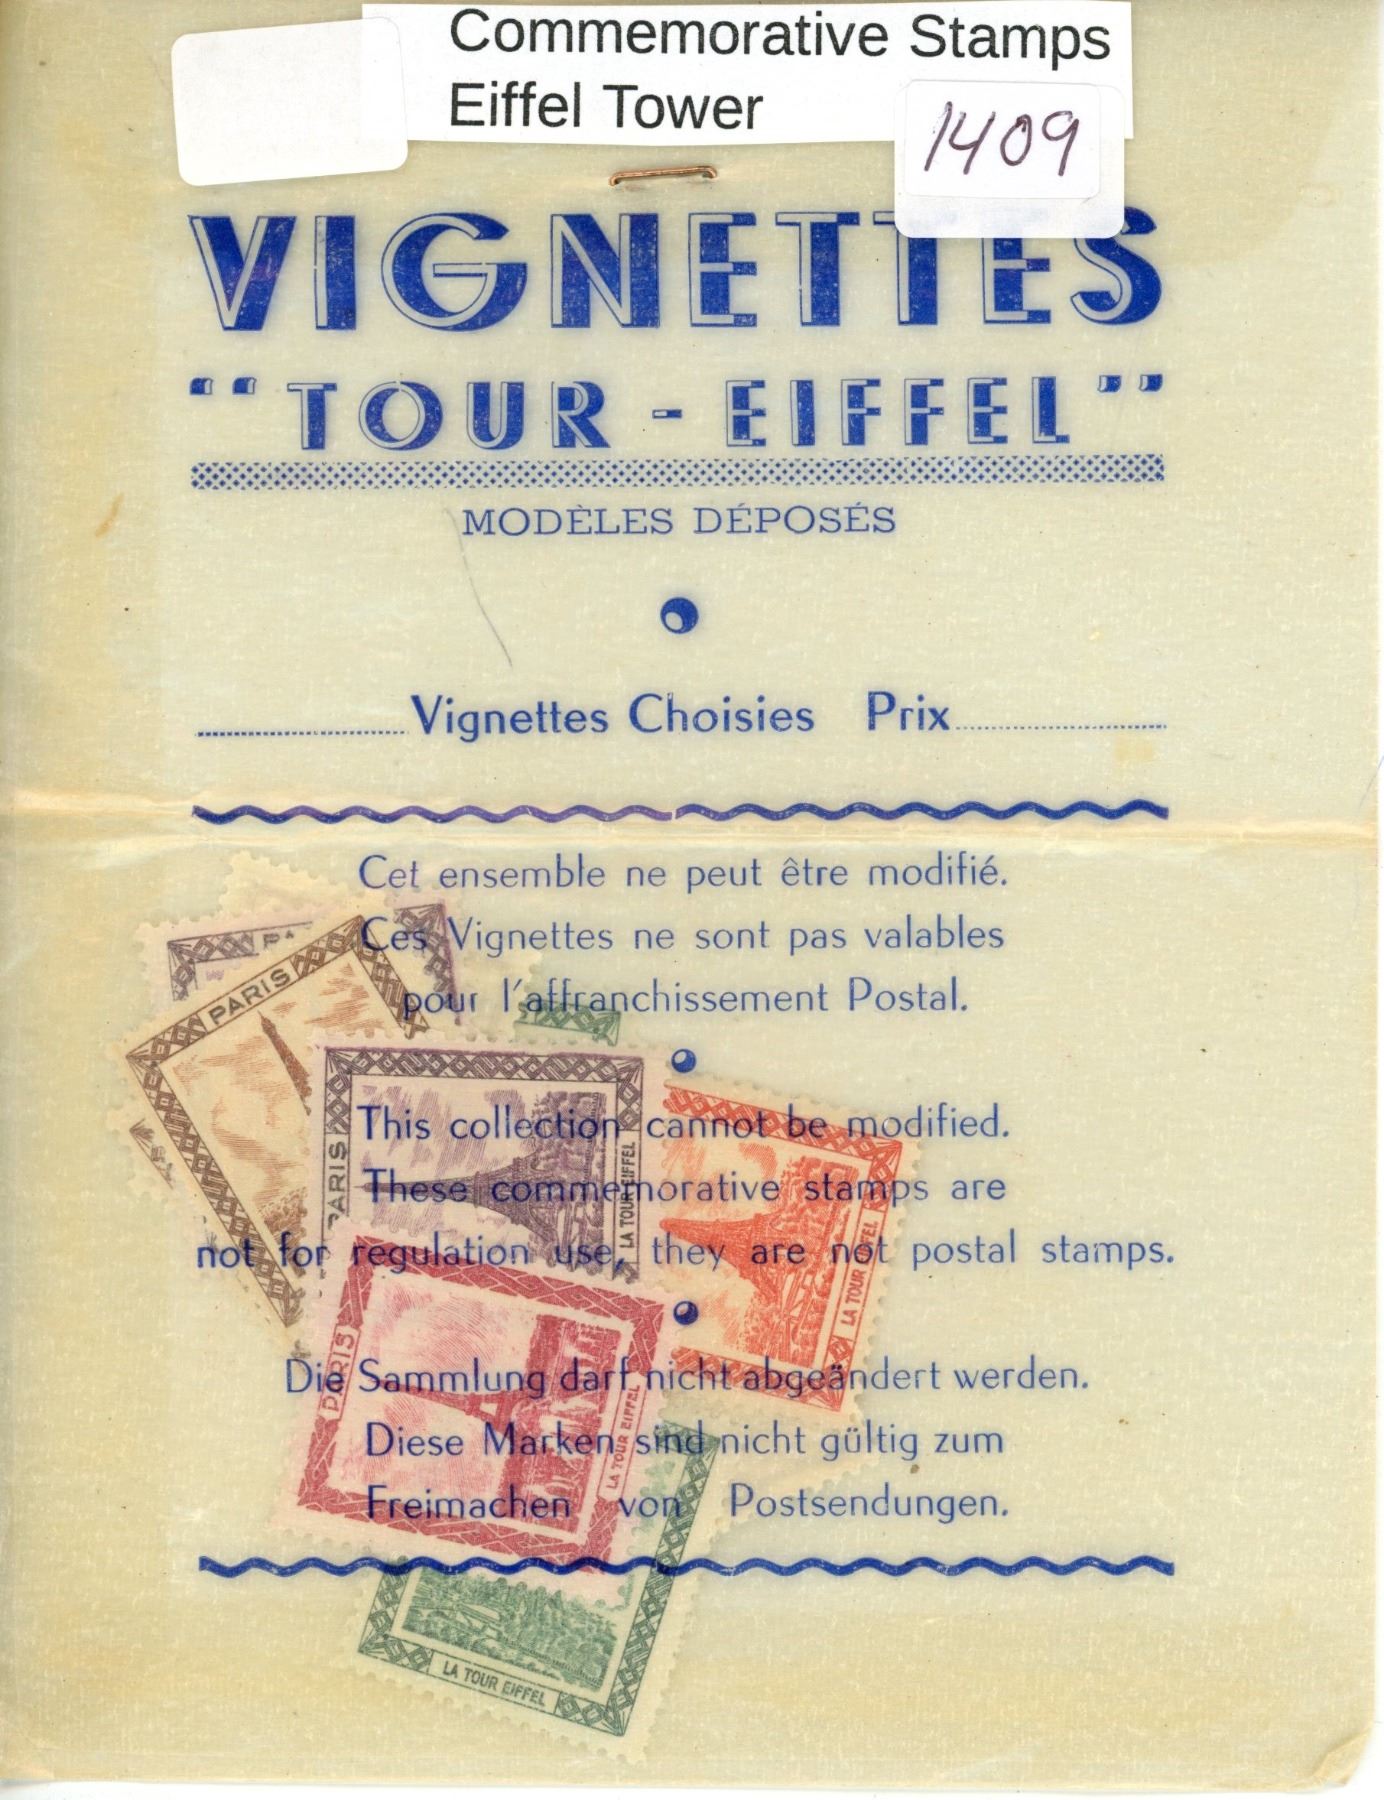 Commemorative Stamps
Eiffel Tower
1409
VIGNETTES
"TOUR - EIFFEL"
MODÈLES DÉPOSÉS
Vignettes Choisies Prix
Cet ensemble ne peut être modifié.
Ces Vignettes ne sont pas valables
pour l'affranchissement Postal.
This collection cannot be modified.
These commemorative stamps are
not for regulation use, they are not postal stamps.
Die Sammlung darf nicht abgeändert werden.
Diese Marken sind nicht gültig zum
Freimachen von Postsendungen.
PARIS
PARIS
LA TOUR EIFFEL
LA TOUR EIFFEL
PARIS
LA TOUR EIFFEL
LA TOUR EIFFEL